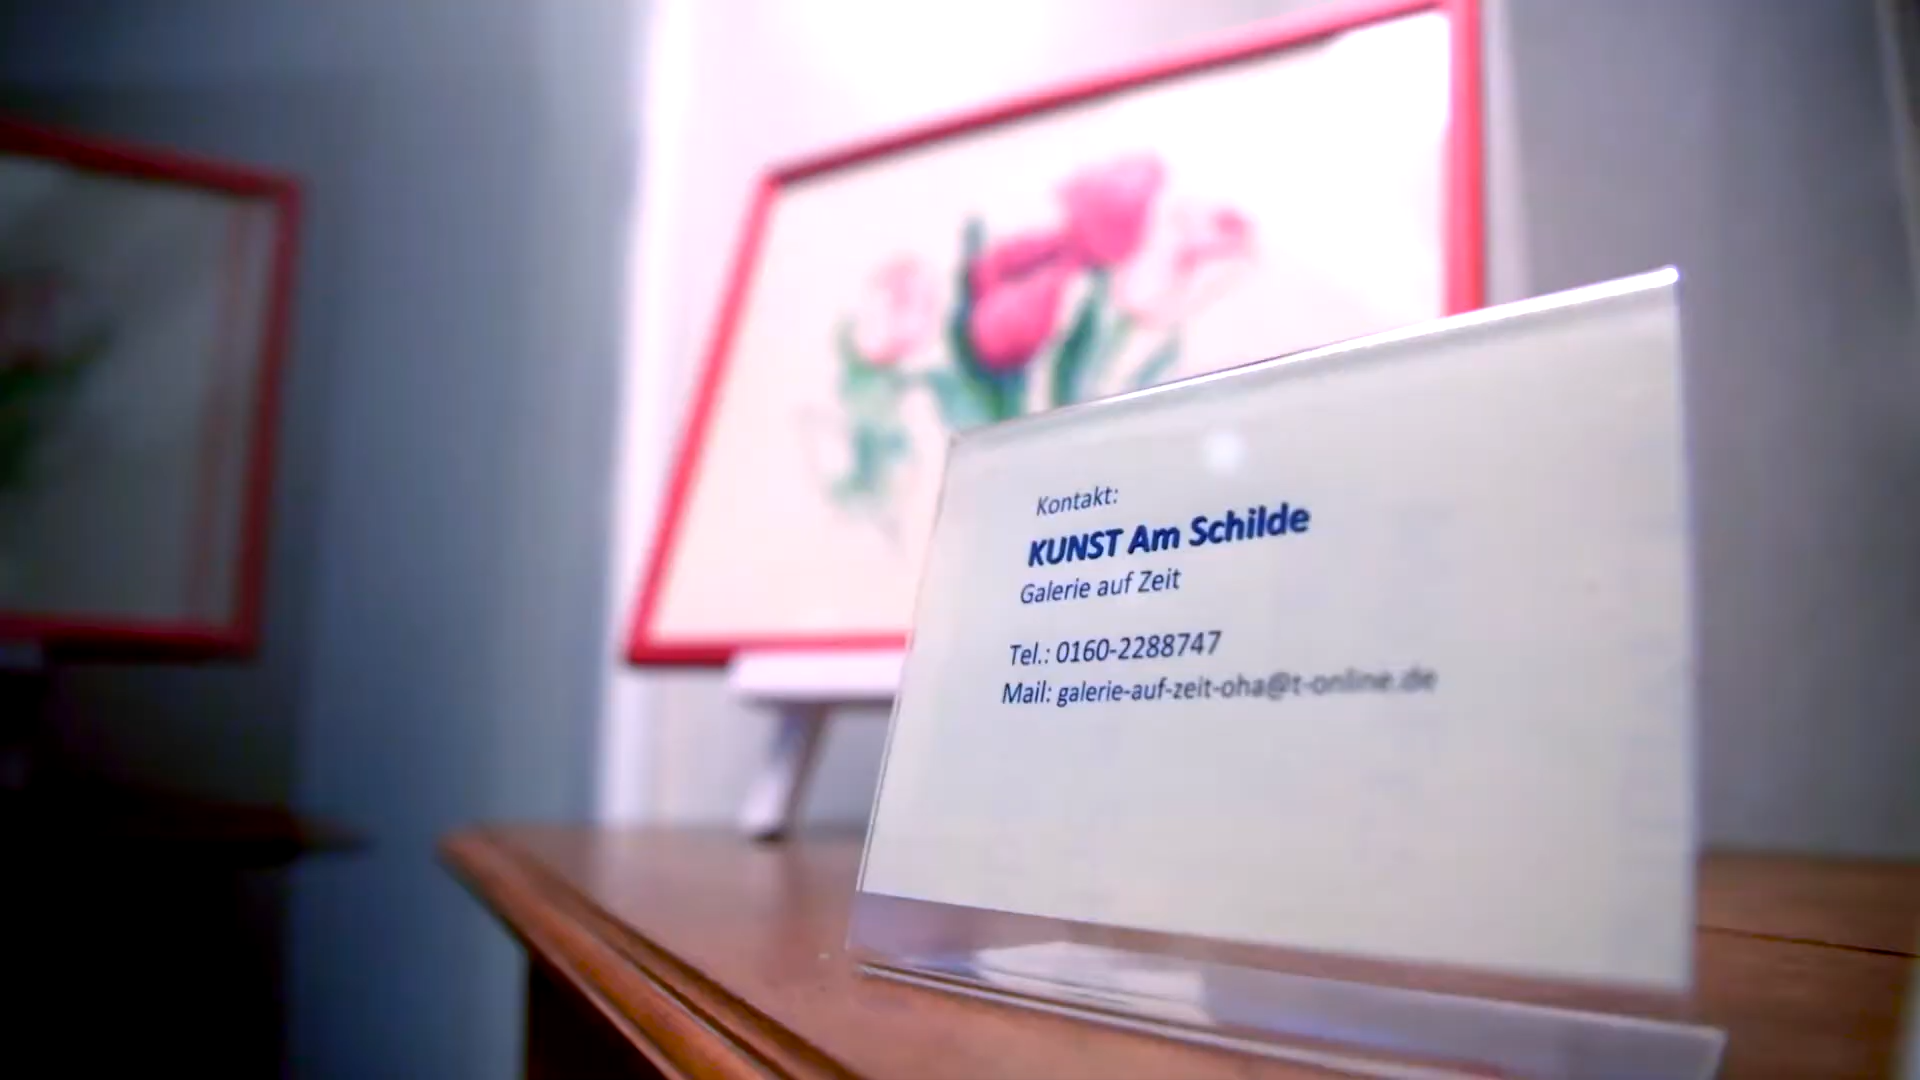 Kontakt:
KUNST Am Schilde
Galerie auf Zeit
Tel.: 0160-2288747
Mail: galerie-auf-zeit-oha@t-online.de